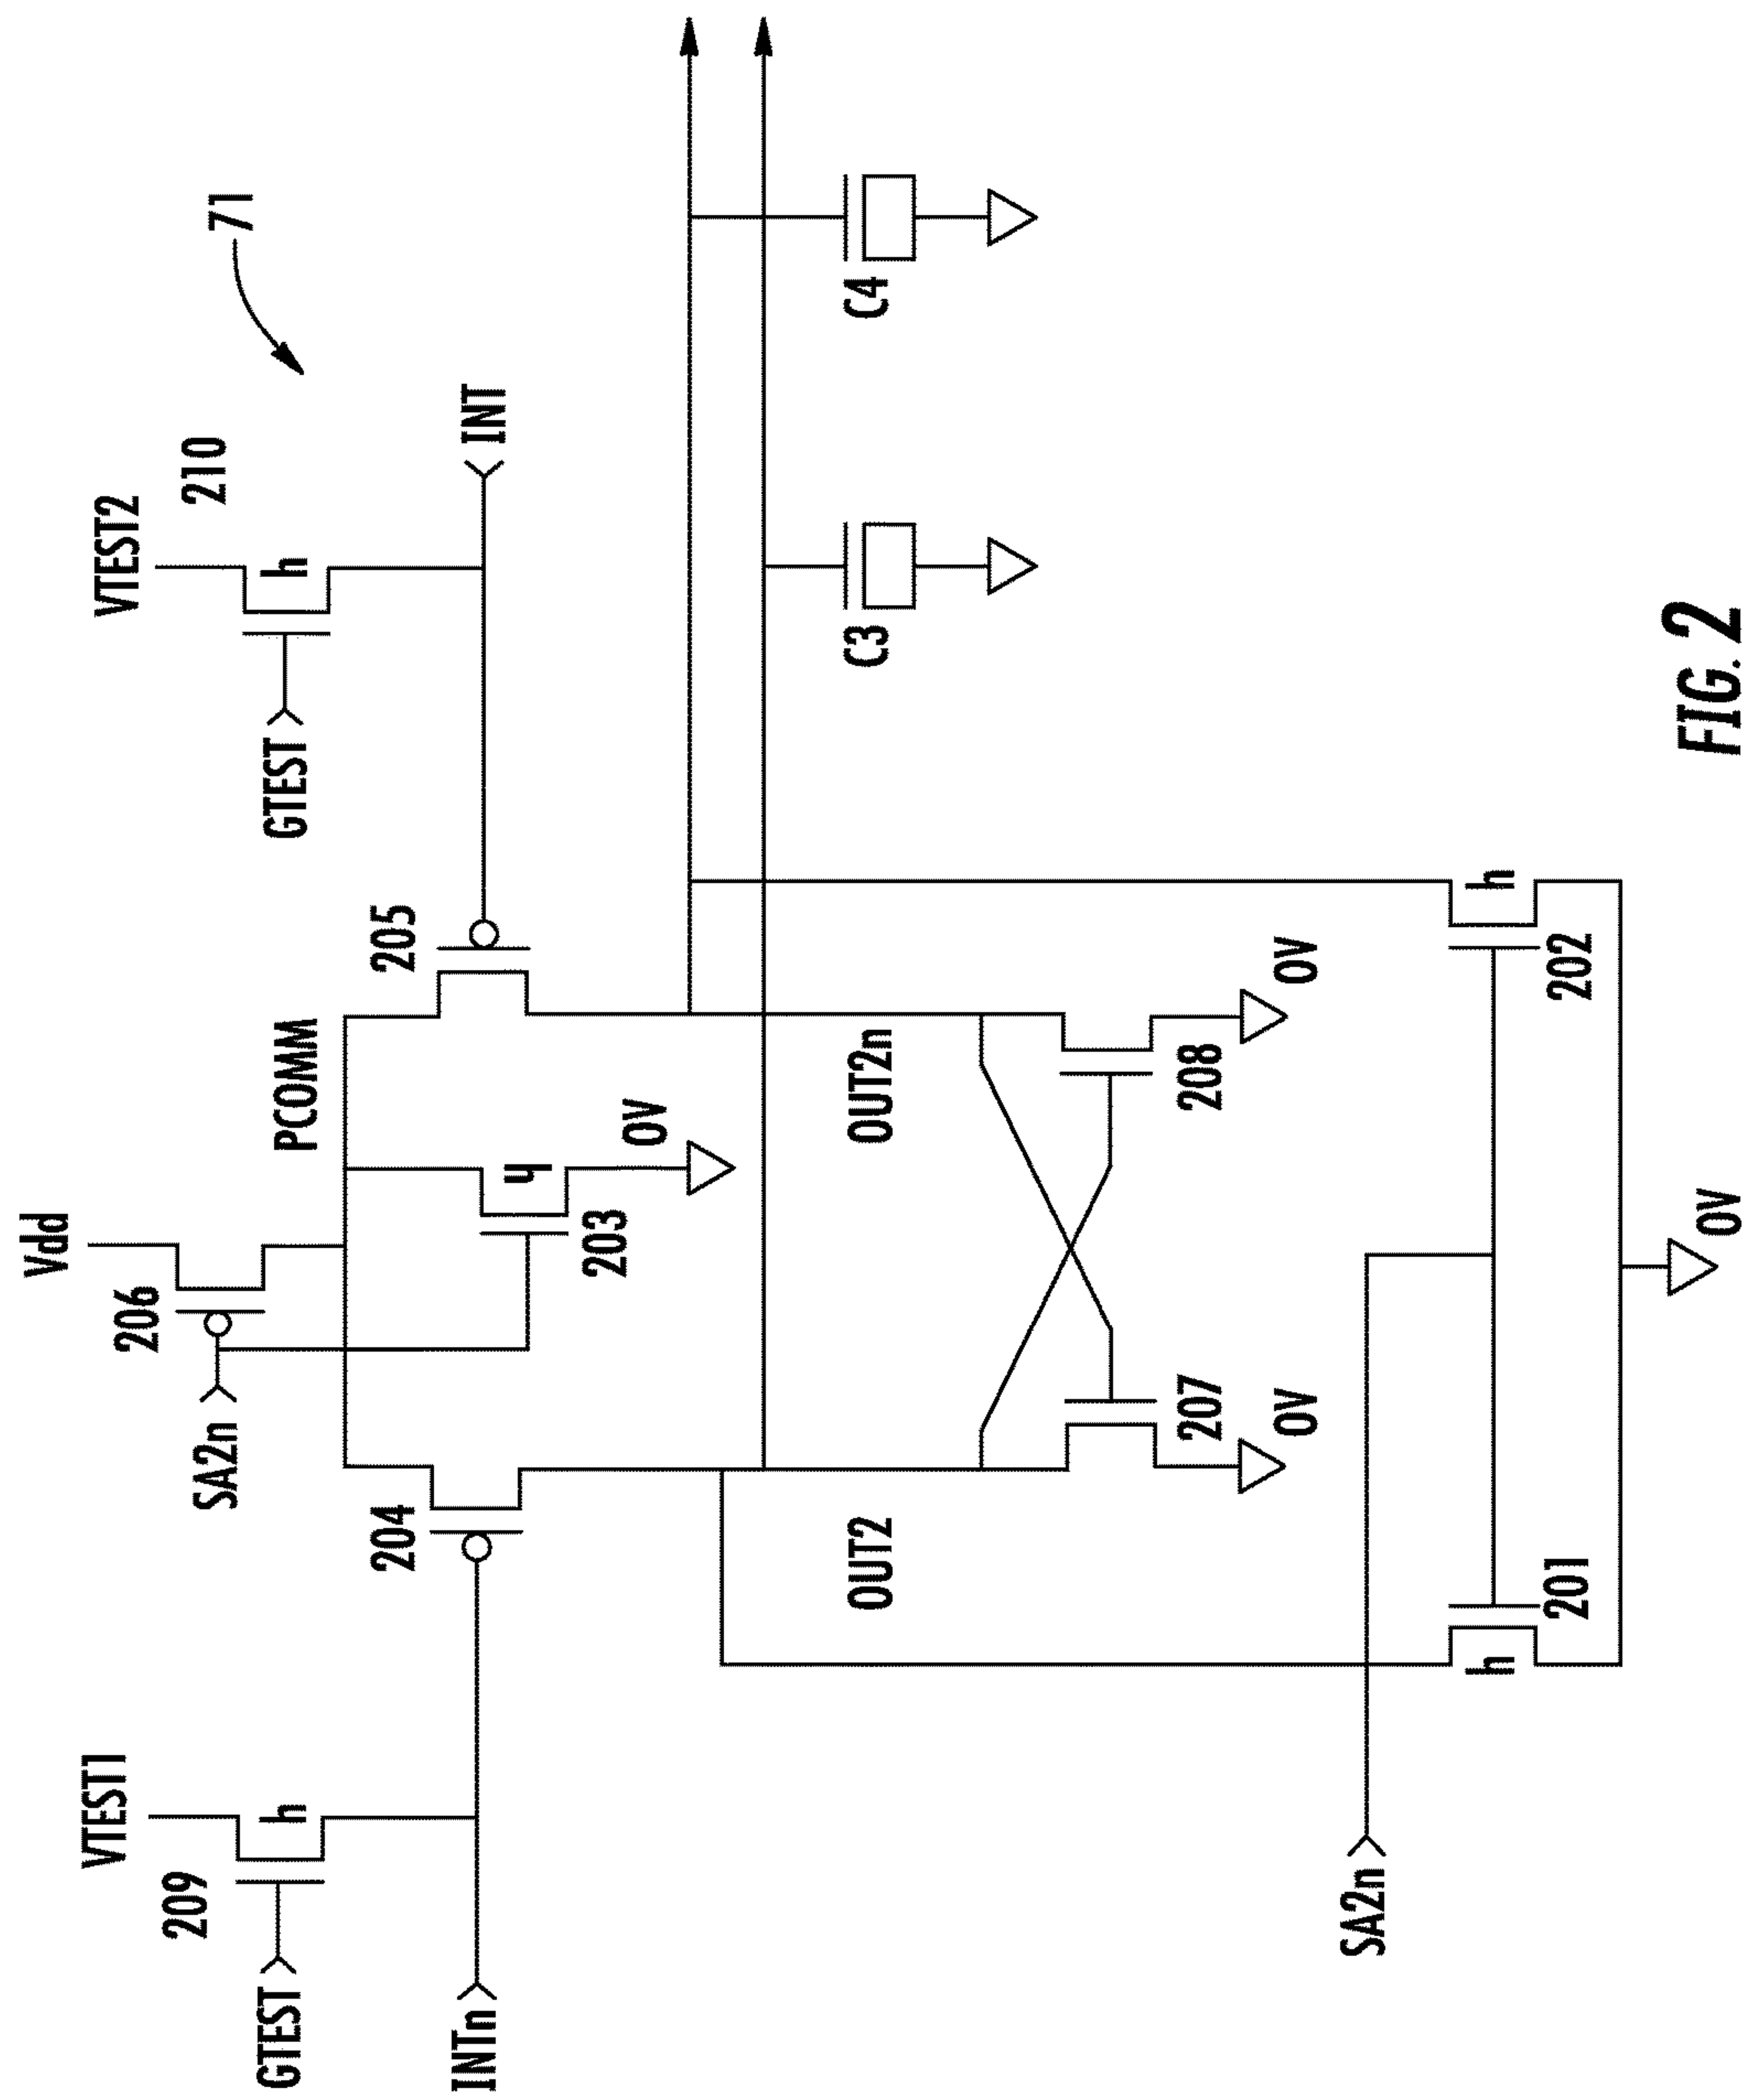 71
VTEST1
Vdd
VTEST2
209
h
206
210
h
GTEST
SA2n
PCOMM
GTEST
204
205
INTn
INT
203
h
0V
OUT2
OUT2n
C3
C4
207
208
0V
0V
SA2n
h
h
201
202
0V
FIG. 2